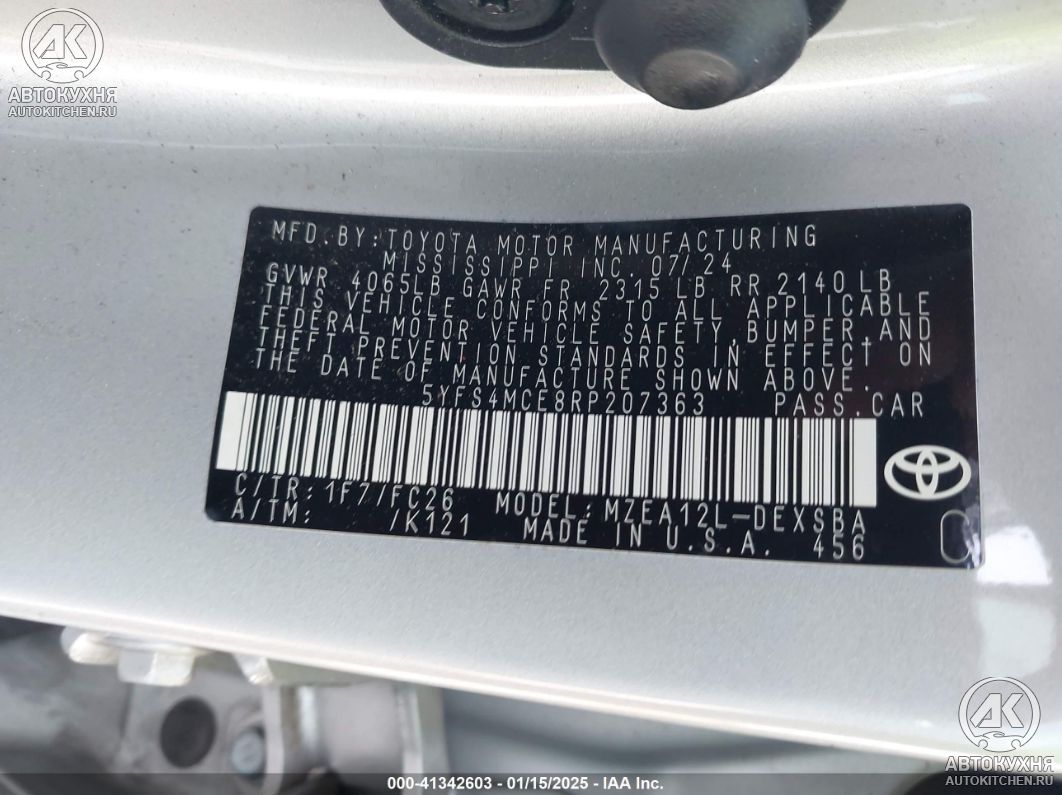 AK
АВТОКУХНЯ
AUTOKITCHEN.RU
MFD. BY: TOYOTA MOTOR MANUFACTURING
MISSISSIPPI INC. 07/24
GVWR 4065LB GAWR FR 2315 LB RR 2140 LB
THIS VEHICLE CONFORMS TO ALL APPLICABLE
FEDERAL MOTOR VEHICLE SAFETY, BUMPER, AND
THEFT PREVENTION STANDARDS IN EFFECT ON
THE DATE OF MANUFACTURE SHOWN ABOVE.
5YFS4MCE8RP207363 PASS. CAR
C/TR: 1F7/FC26 MODEL: MZEA12L-DEXSBA
A/TM: /K121 MADE IN U.S.A. 456
AK
АВТОКУХНЯ
AUTOKITCHEN.RU
000-41342603 - 01/15/2025 - IAA Inc.